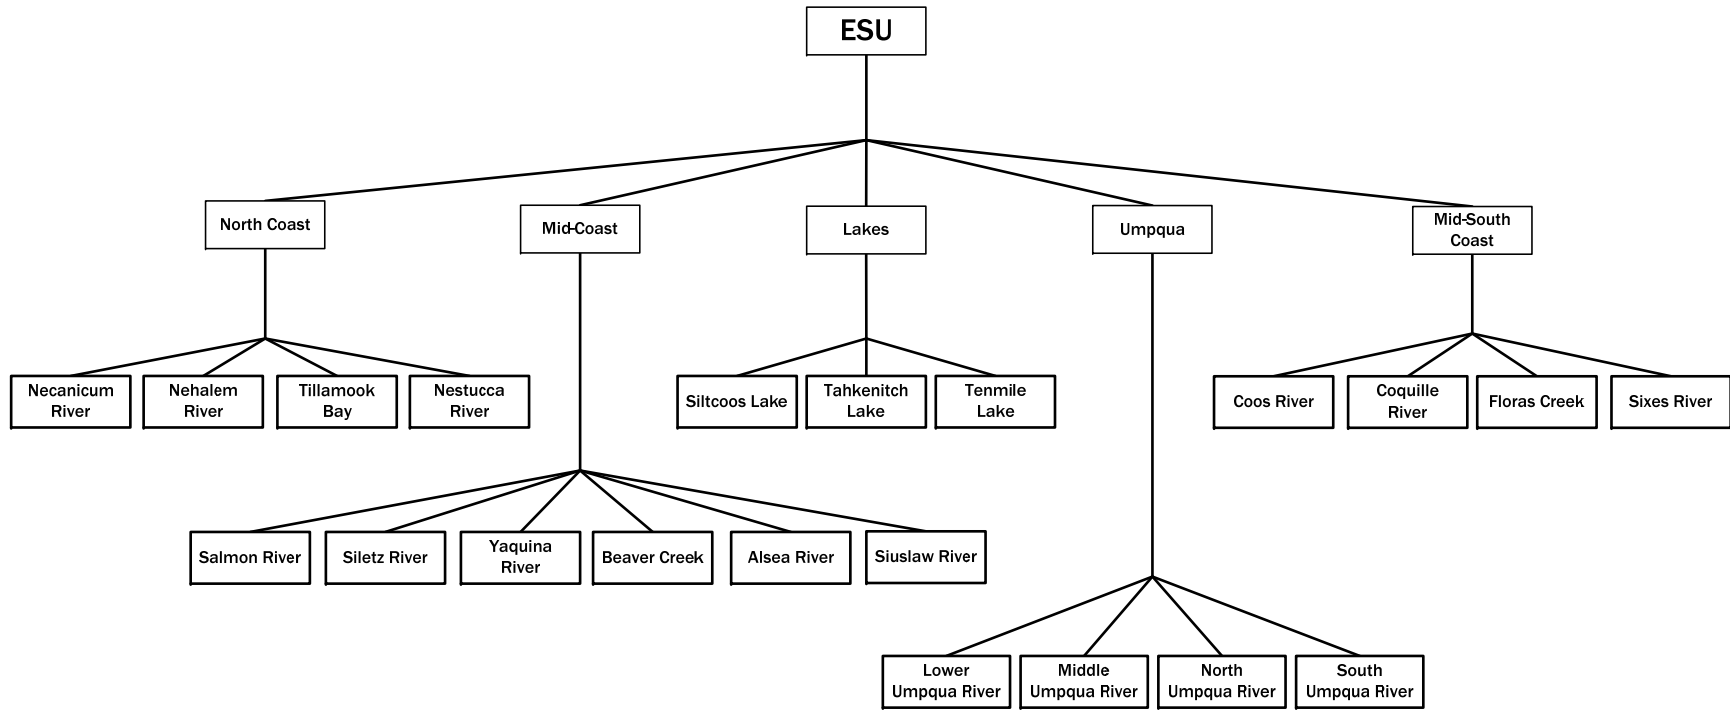 ESU
North Coast
Mid-Coast
Lakes
Umpqua
Mid-South
Coast
Necanicum
River
Nehalem
River
Tillamook
Bay
Nestucca
River
Siltcoos Lake
Tahkenitch
Lake
Tenmile
Lake
Coos River
Coquille
River
Floras Creek
Sixes River
Salmon River
Siletz River
Yaquina
River
Beaver Creek
Alsea River
Siuslaw River
Lower
Umpqua River
Middle
Umpqua River
North
Umpqua River
South
Umpqua River